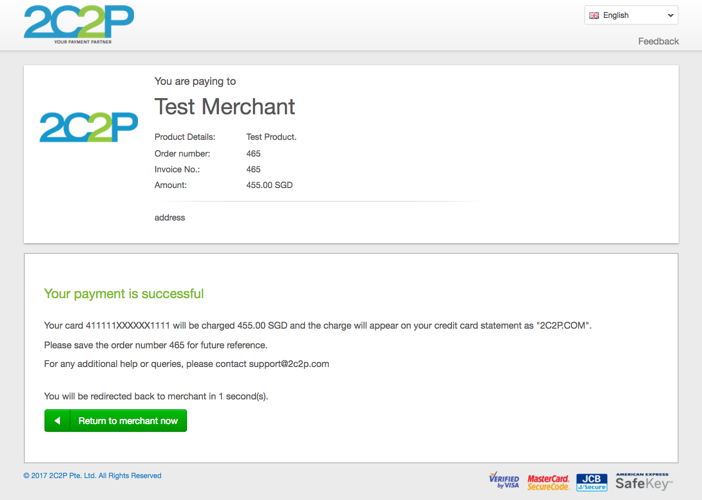 2C2P
YOUR PAYMENT PARTNER
English
Feedback
2C2P
You are paying to
Test Merchant
Product Details: Test Product.
Order number: 465
Invoice No.: 465
Amount: 455.00 SGD
address
Your payment is successful
Your card 411111XXXXXX1111 will be charged 455.00 SGD and the charge will appear on your credit card statement as "2C2P.COM".
Please save the order number 465 for future reference.
For any additional help or queries, please contact support@2c2p.com
You will be redirected back to merchant in 1 second(s).
Return to merchant now
© 2017 2C2P Pte. Ltd. All Rights Reserved
VERIFIED by VISA
MasterCard. SecureCode.
JCB J/Secure
AMERICAN EXPRESS SafeKey™